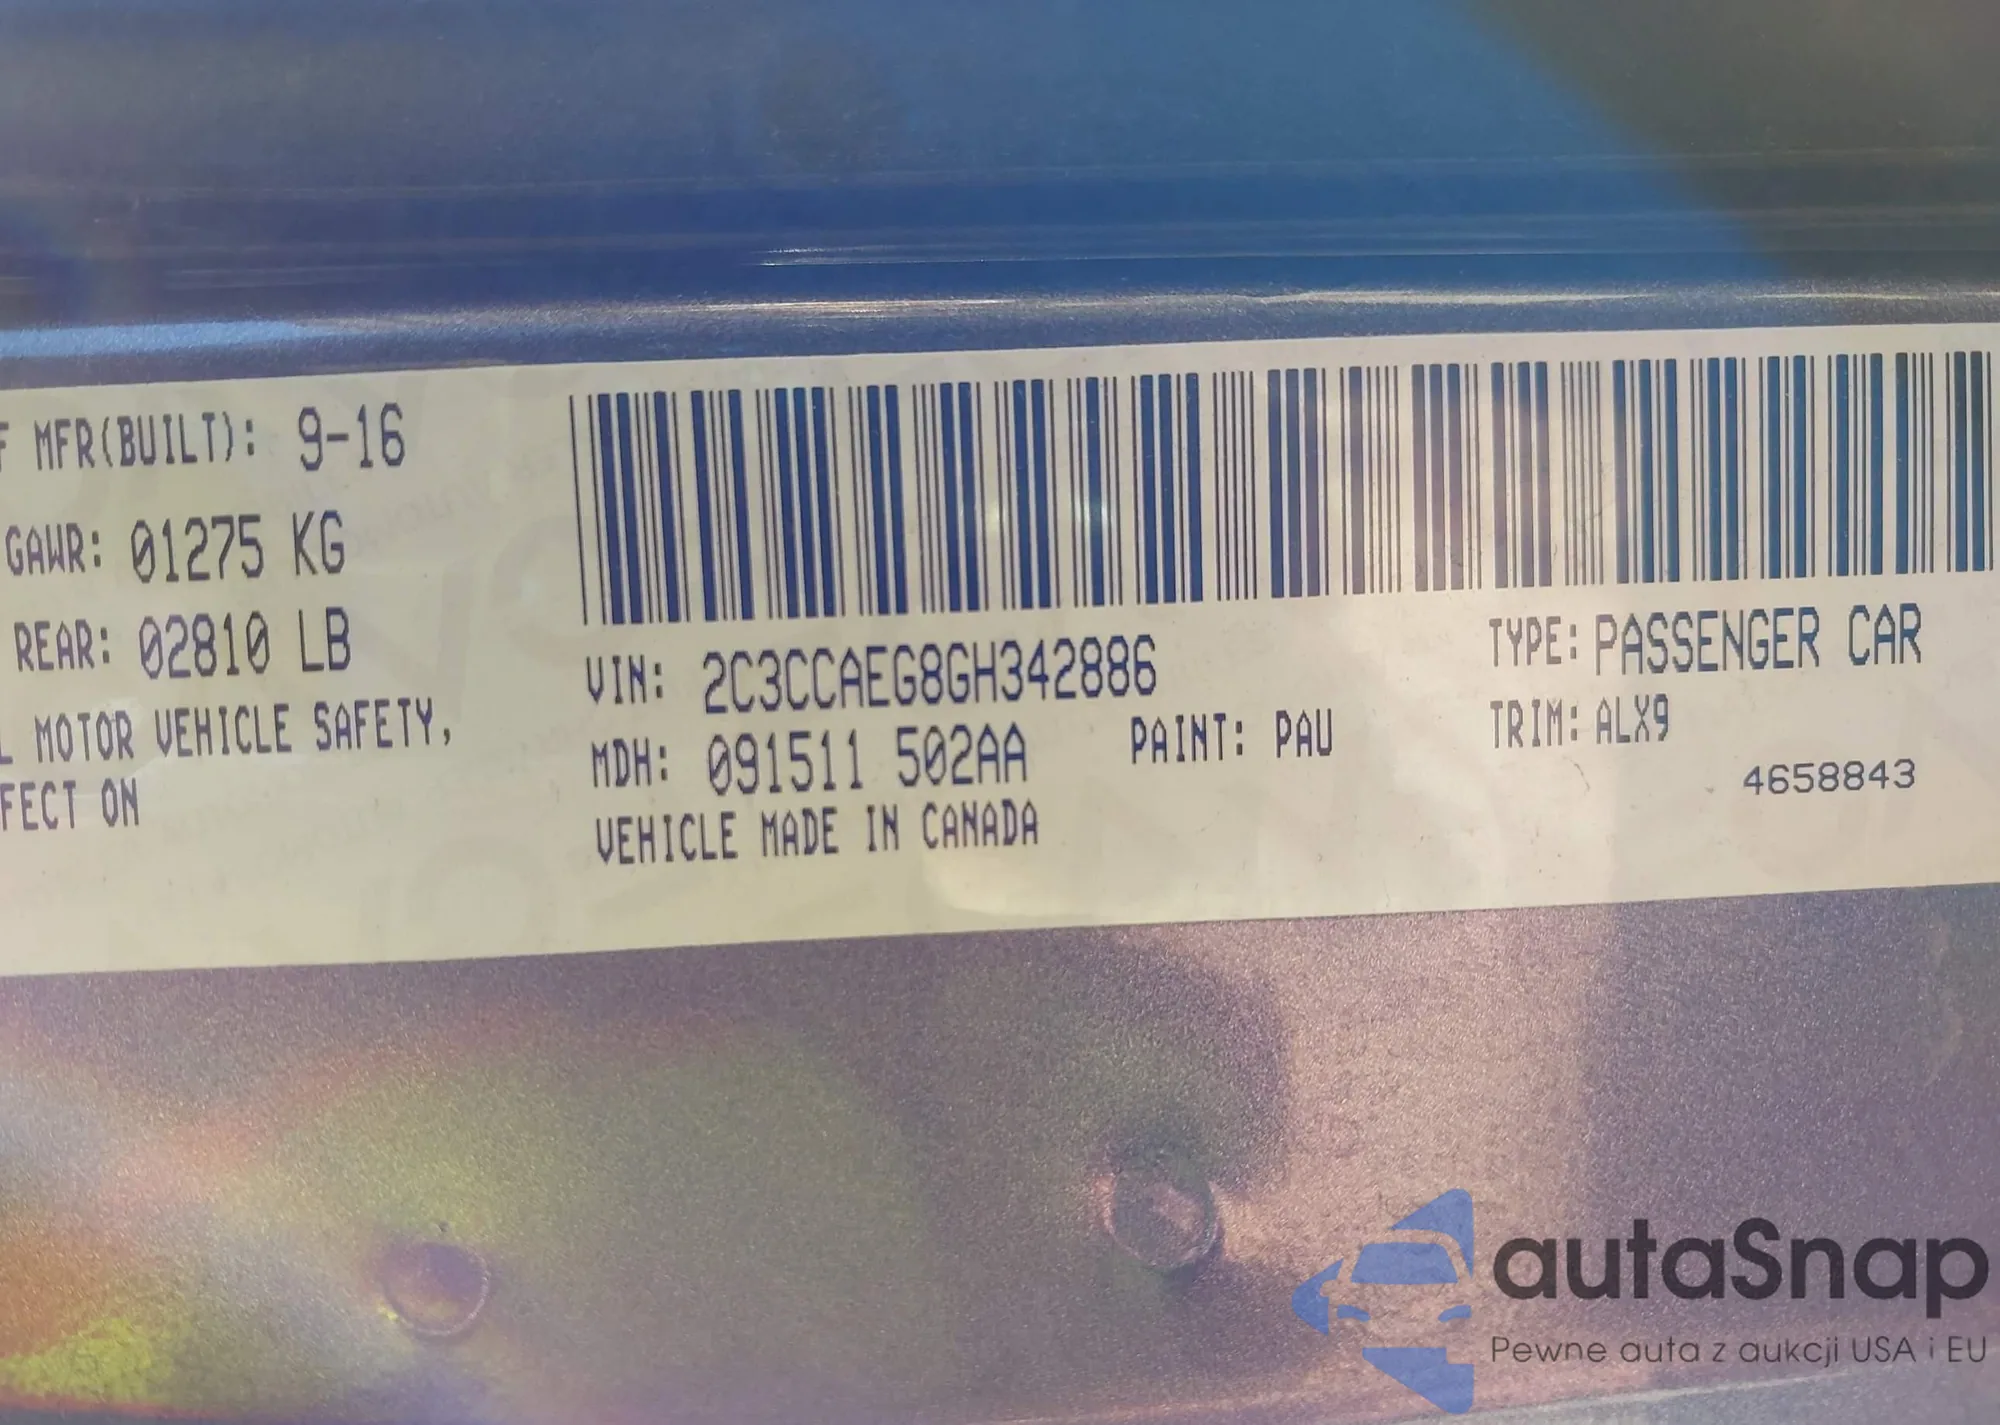 F MFR(BUILT): 9-16
GAWR: 01275 KG
REAR: 02810 LB
L MOTOR VEHICLE SAFETY,
FECT ON
VIN: 2C3CCAEG8GH342886
TYPE: PASSENGER CAR
MDH: 091511 502AA
PAINT: PAU
TRIM: ALX9
VEHICLE MADE IN CANADA
4658843
autaSnap
Pewne auta z aukcji USA i EU